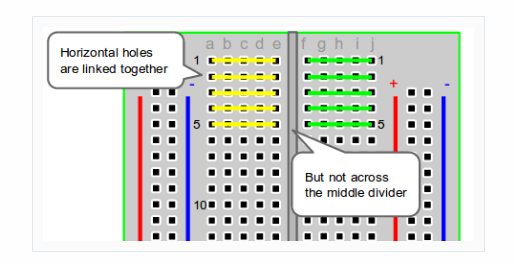 Horizontal holes
are linked together
a b c d e f g h i j
1 1
- + -
5 5
But not across
the middle divider
10